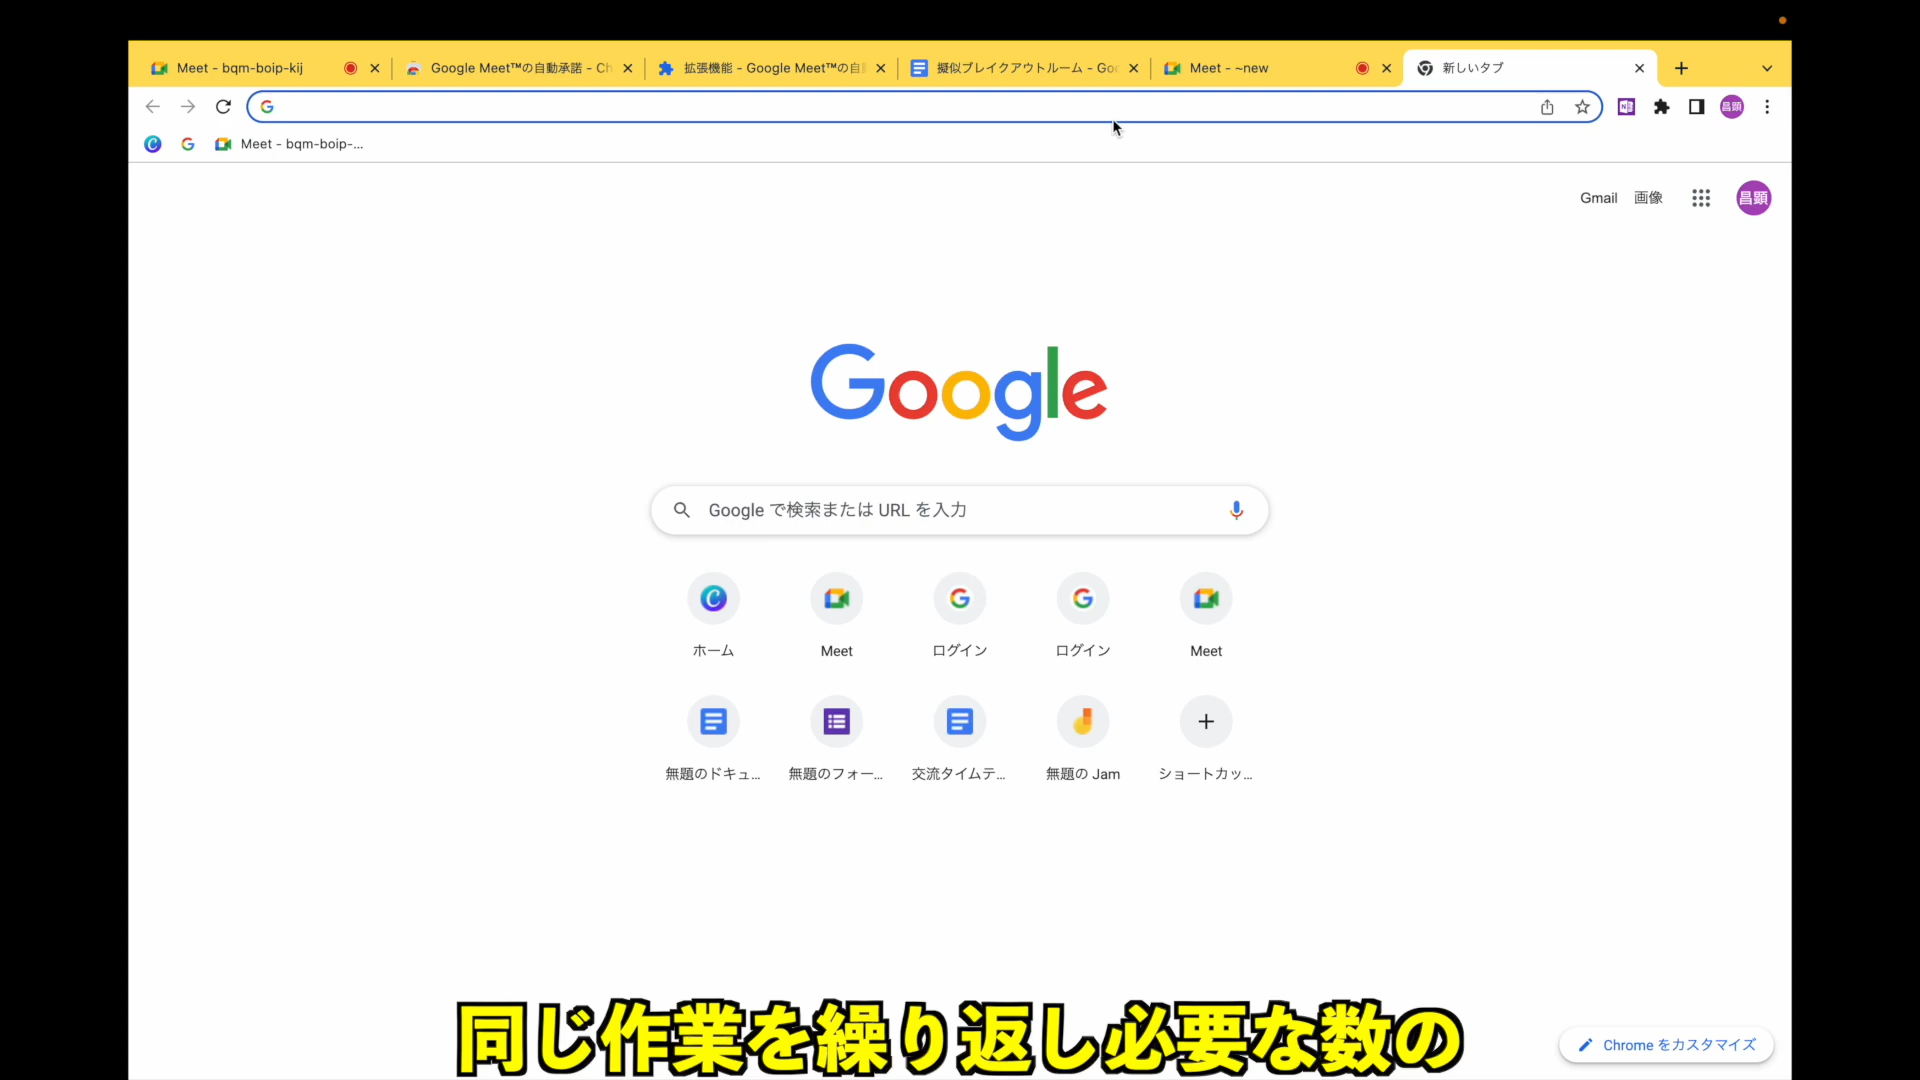 Meet - bqm-boip-kij
Google Meet™の自動承諾 - Ch
拡張機能 - Google Meet™の自
擬似ブレイクアウトルーム - Goo
Meet - ~new
新しいタブ
昌顕
Meet - bqm-boip-...
Gmail
画像
昌顕
Google
Google で検索または URL を入力
ホーム
Meet
ログイン
ログイン
Meet
無題のドキュ...
無題のフォー...
交流タイムテ...
無題の Jam
ショートカッ...
同じ作業を繰り返し必要な数の
Chrome をカスタマイズ